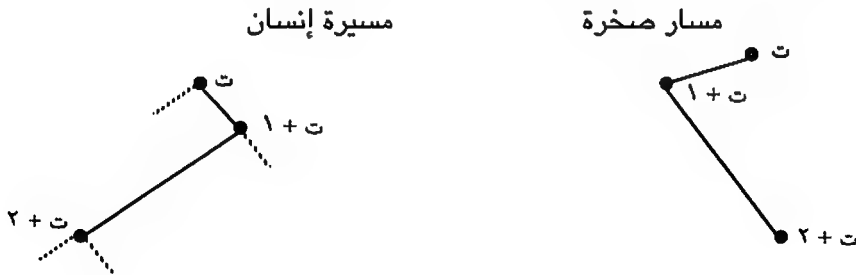 مسار صخرة
مسيرة إنسان
ت
ت + ١
ت + ٢
ت
ت + ١
ت + ٢